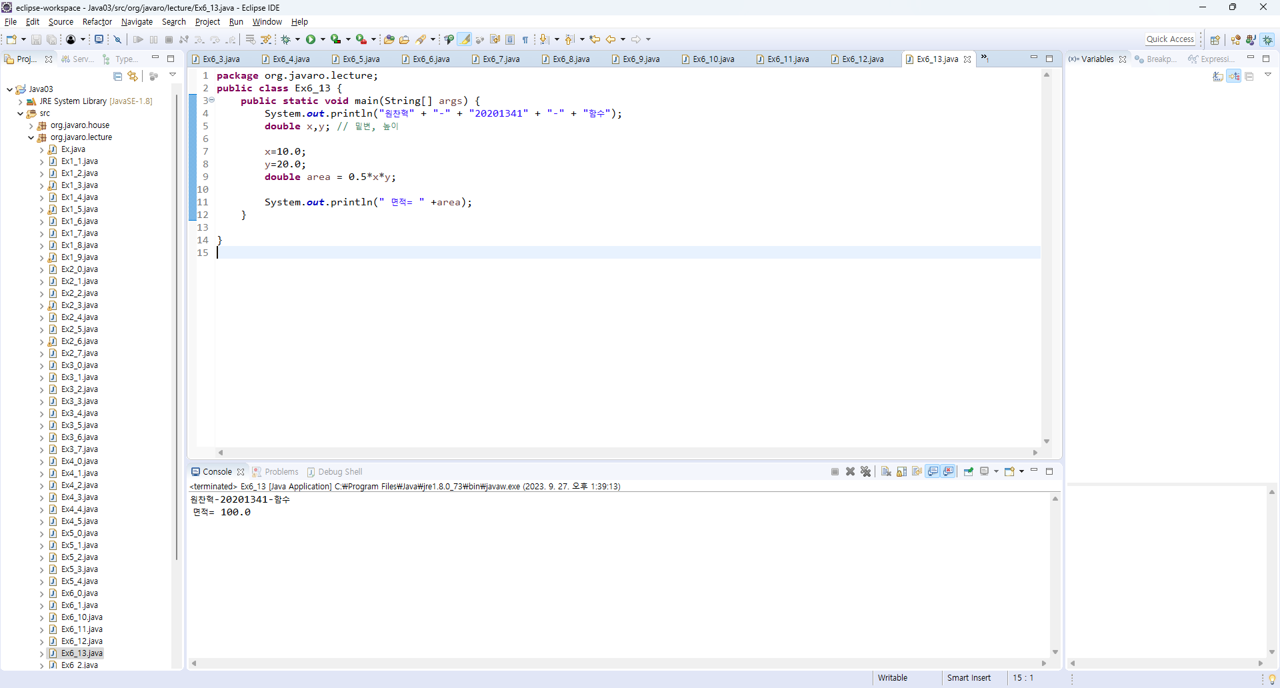 eclipse-workspace - Java03/src/org/javaro/lecture/Ex6_13.java - Eclipse IDE
File Edit Source Refactor Navigate Search Project Run Window Help
Quick Access
Proj... Serv... Type...
Ex6_3.java Ex6_4.java Ex6_5.java Ex6_6.java Ex6_7.java Ex6_8.java Ex6_9.java Ex6_10.java Ex6_11.java Ex6_12.java Ex6_13.java
(x)= Variables Breakp... Expressi...
Java03
JRE System Library [JavaSE-1.8]
src
org.javaro.house
org.javaro.lecture
Ex.java
Ex1_1.java
Ex1_2.java
Ex1_3.java
Ex1_4.java
Ex1_5.java
Ex1_6.java
Ex1_7.java
Ex1_8.java
Ex1_9.java
Ex2_0.java
Ex2_1.java
Ex2_2.java
Ex2_3.java
Ex2_4.java
Ex2_5.java
Ex2_6.java
Ex2_7.java
Ex3_0.java
Ex3_1.java
Ex3_2.java
Ex3_3.java
Ex3_4.java
Ex3_5.java
Ex3_6.java
Ex3_7.java
Ex4_0.java
Ex4_1.java
Ex4_2.java
Ex4_3.java
Ex4_4.java
Ex4_5.java
Ex5_0.java
Ex5_1.java
Ex5_2.java
Ex5_3.java
Ex5_4.java
Ex6_0.java
Ex6_1.java
Ex6_10.java
Ex6_11.java
Ex6_12.java
Ex6_13.java
Ex6_2.java
1 package org.javaro.lecture;
2 public class Ex6_13 {
3 public static void main(String[] args) {
4 System.out.println("원찬혁" + "-" + "20201341" + "-" + "함수");
5 double x,y; // 밑변, 높이
6
7 x=10.0;
8 y=20.0;
9 double area = 0.5*x*y;
10
11 System.out.println(" 면적= " +area);
12 }
13
14 }
15
Console Problems Debug Shell
<terminated> Ex6_13 [Java Application] C:₩Program Files₩Java₩jre1.8.0_73₩bin₩javaw.exe (2023. 9. 27. 오후 1:39:13)
원찬혁-20201341-함수
면적= 100.0
Writable Smart Insert 15 : 1